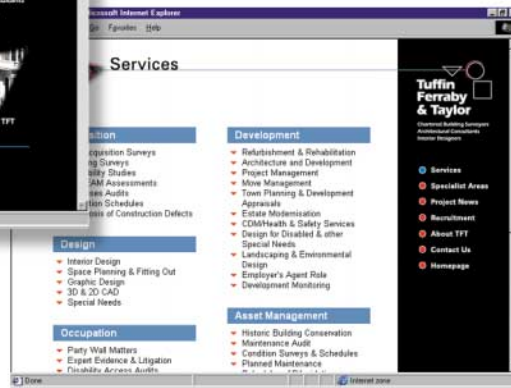 TFT
Microsoft Internet Explorer
Go Favorites Help
Services
Acquisition Surveys
Studies
Assessments
Audits
Schedules
of Construction Defects
Design
Interior Design
Space Planning & Fitting Out
Graphic Design
3D & 2D CAD
Special Needs
Occupation
Party Wall Matters
Expert Evidence & Litigation
Disability Access Audits
Development
Refurbishment & Rehabilitation
Architecture and Development
Project Management
Move Management
Town Planning & Development
Appraisals
Estate Modernisation
CDM/Health & Safety Services
Design for Disabled & other
Special Needs
Landscaping & Environmental
Design
Employer's Agent Role
Development Monitoring
Asset Management
Historic Building Conservation
Maintenance Audit
Condition Surveys & Schedules
Planned Maintenance
Tuffin
Ferraby
& Taylor
Chartered Building Surveyors
Architectural Consultants
Interior Designers
Services
Specialist Areas
Project News
Recruitment
About TFT
Contact Us
Homepage
Done
Internet zone